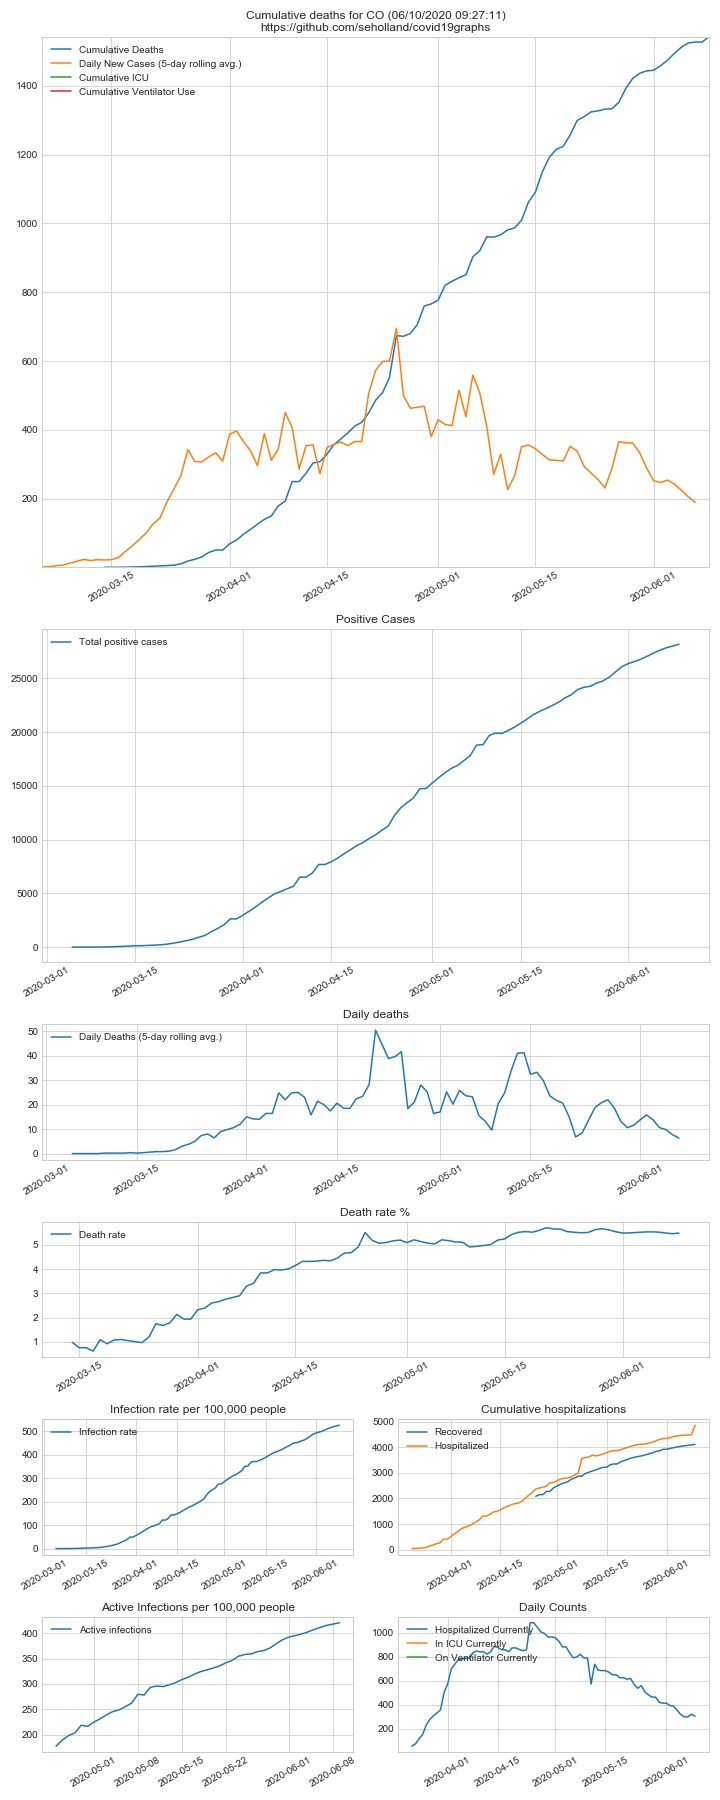 Cumulative deaths for CO (06/10/2020 09:27:11)
https://github.com/seholland/covid19graphs
Cumulative Deaths
Daily New Cases (5-day rolling avg.)
Cumulative ICU
Cumulative Ventilator Use
1400
1200
1000
800
600
400
200
2020-03-15 2020-04-01 2020-04-15 2020-05-01 2020-05-15 2020-06-01
Positive Cases
Total positive cases
25000
20000
15000
10000
5000
0
2020-03-01 2020-03-15 2020-04-01 2020-04-15 2020-05-01 2020-05-15 2020-06-01
Daily deaths
Daily Deaths (5-day rolling avg.)
50
40
30
20
10
0
2020-03-01 2020-03-15 2020-04-01 2020-04-15 2020-05-01 2020-05-15 2020-06-01
Death rate %
Death rate
5
4
3
2
1
2020-03-15 2020-04-01 2020-04-15 2020-05-01 2020-05-15 2020-06-01
Infection rate per 100,000 people
Infection rate
500
400
300
200
100
0
2020-03-01 2020-03-15 2020-04-01 2020-04-15 2020-05-01 2020-05-15 2020-06-01
Cumulative hospitalizations
Recovered
Hospitalized
5000
4000
3000
2000
1000
0
2020-04-01 2020-04-15 2020-05-01 2020-05-15 2020-06-01
Active Infections per 100,000 people
Active infections
400
350
300
250
200
2020-05-01 2020-05-08 2020-05-15 2020-05-22 2020-06-01 2020-06-08
Daily Counts
Hospitalized Currently
In ICU Currently
On Ventilator Currently
1000
800
600
400
200
2020-04-01 2020-04-15 2020-05-01 2020-05-15 2020-06-01